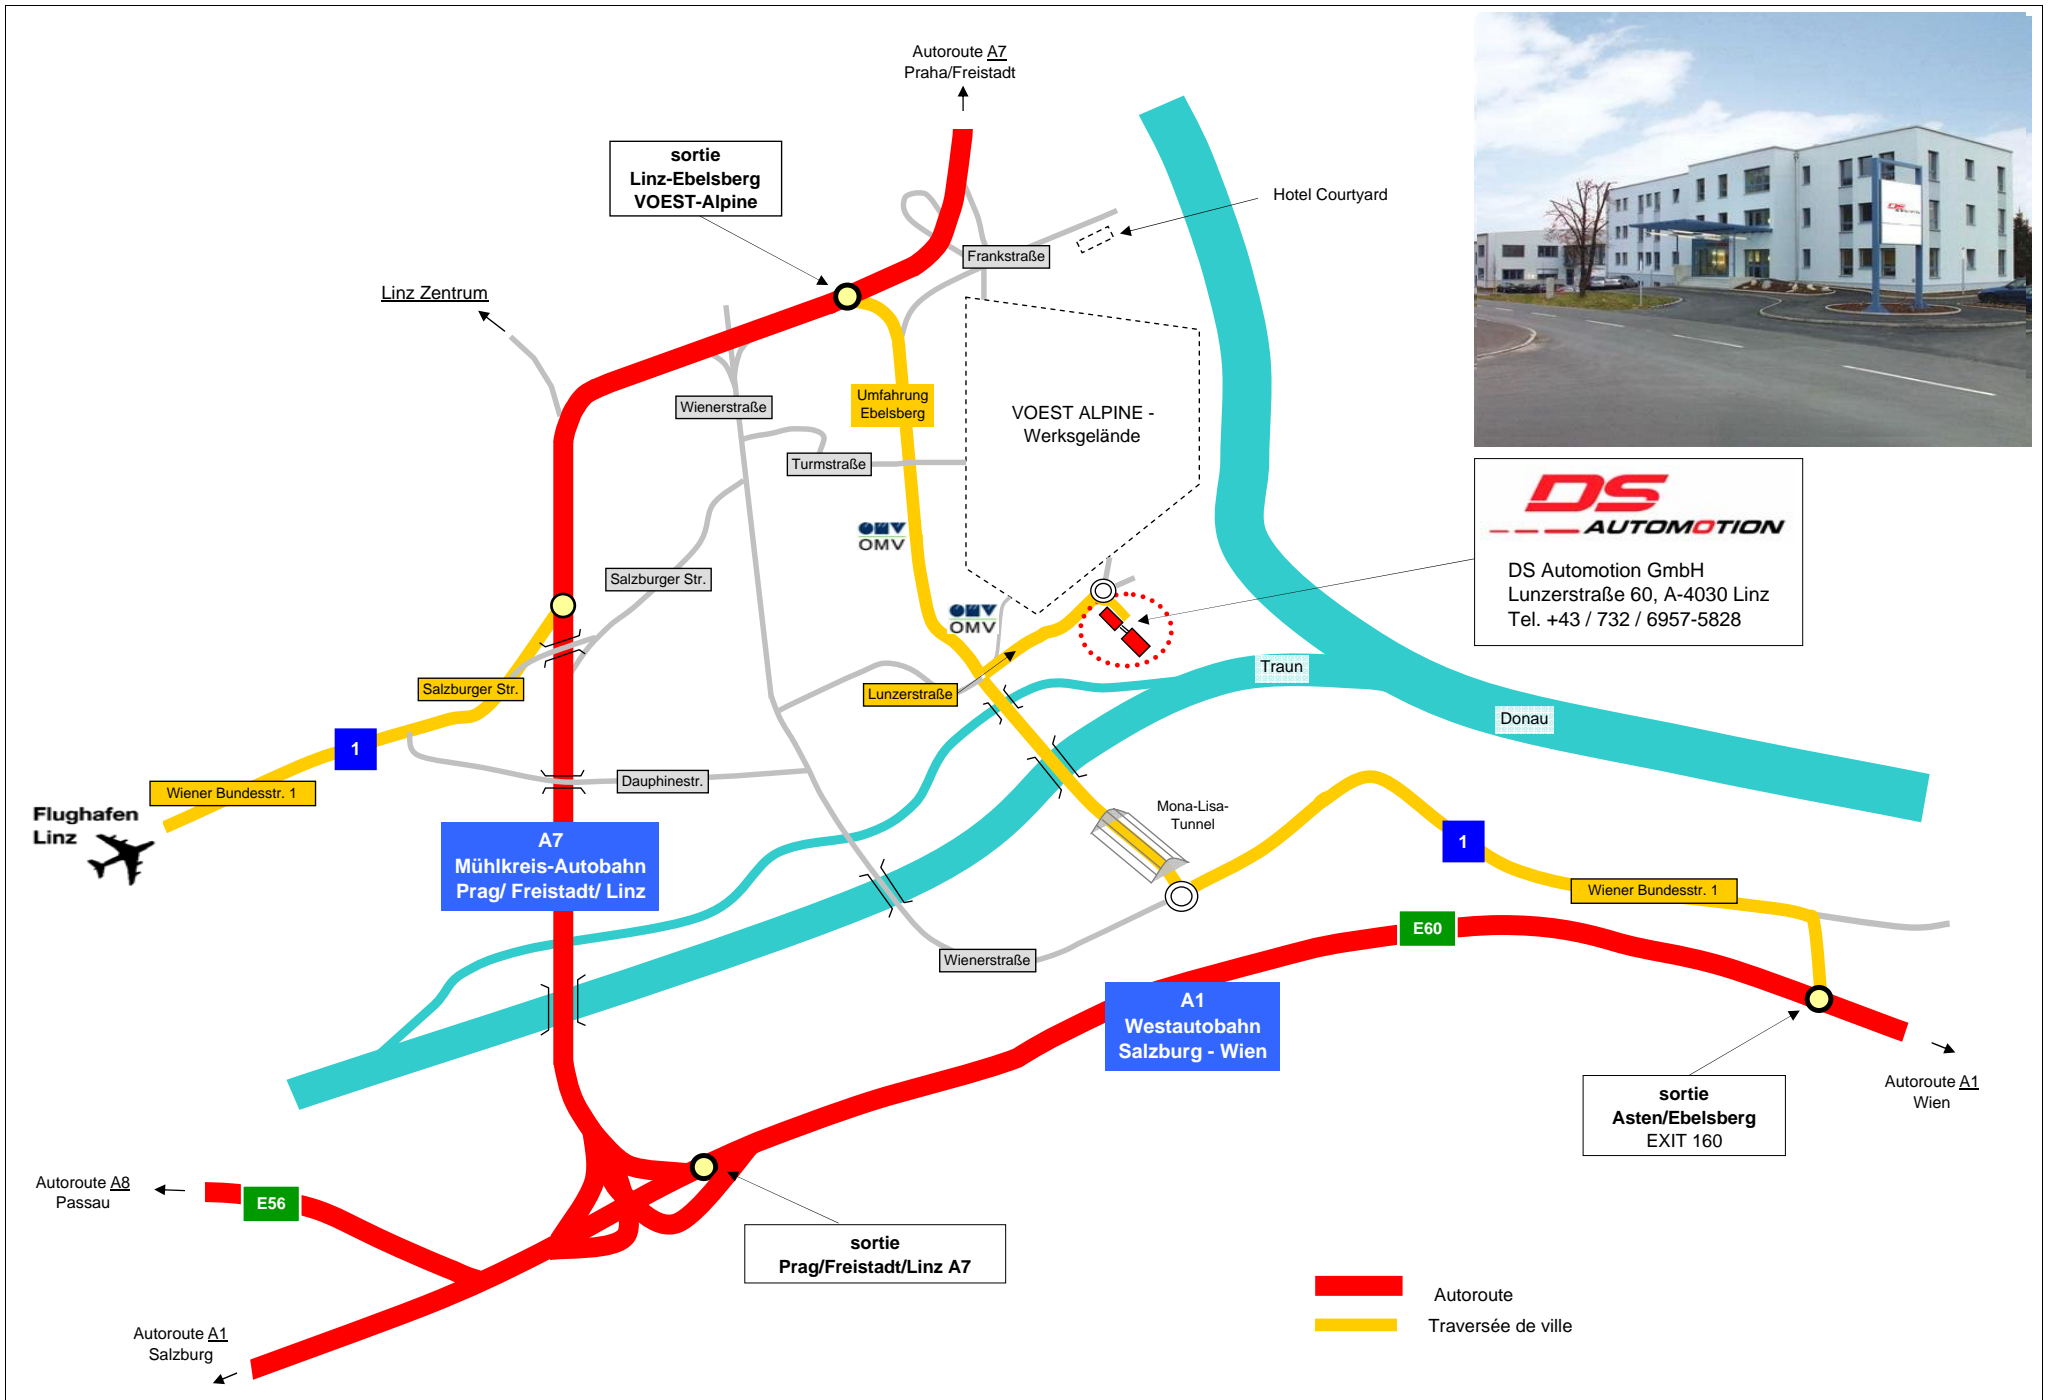 Autoroute A7
Praha/Freistadt
sortie
Linz-Ebelsberg
VOEST-Alpine
Hotel Courtyard
Frankstraße
Linz Zentrum
Wienerstraße
Umfahrung
Ebelsberg
VOEST ALPINE -
Werksgelände
Turmstraße
OMV
OMV
Salzburger Str.
OMV
OMV
DS
AUTOMOTION
DS Automotion GmbH
Lunzerstraße 60, A-4030 Linz
Tel. +43 / 732 / 6957-5828
Salzburger Str.
Lunzerstraße
Traun
Donau
1
Wiener Bundesstr. 1
Dauphinestr.
Flughafen
Linz
Mona-Lisa-
Tunnel
A7
Mühlkreis-Autobahn
Prag/ Freistadt/ Linz
1
Wiener Bundesstr. 1
E60
Wienerstraße
A1
Westautobahn
Salzburg - Wien
Autoroute A1
Wien
sortie
Asten/Ebelsberg
EXIT 160
Autoroute A8
Passau
E56
sortie
Prag/Freistadt/Linz A7
Autoroute A1
Salzburg
Autoroute
Traversée de ville